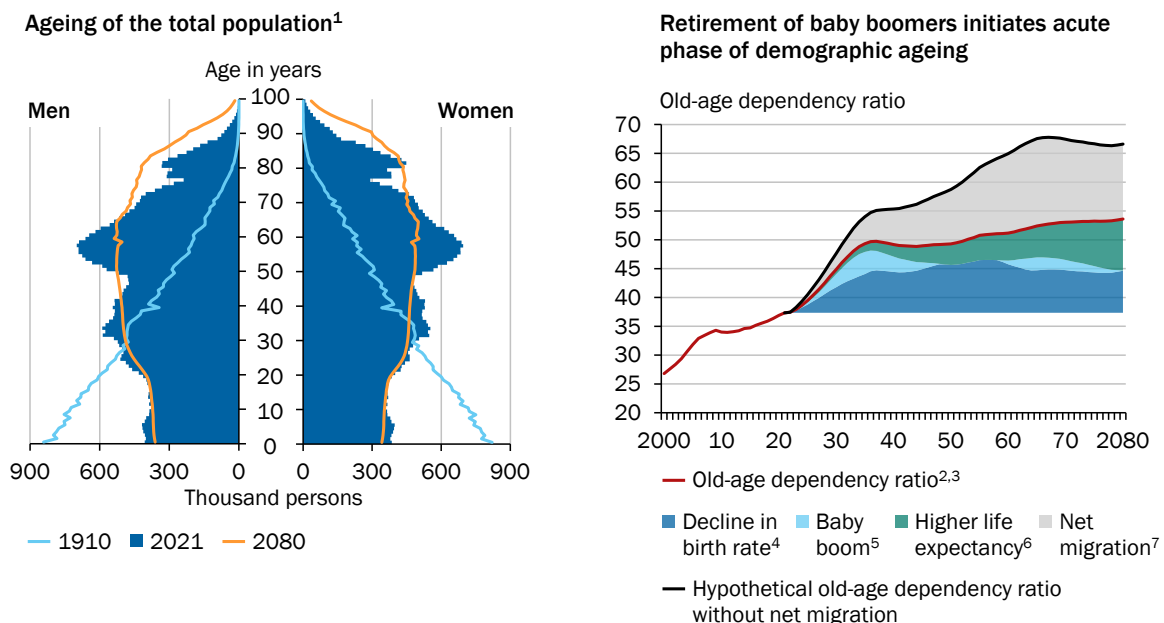 Ageing of the total population¹
Age in years
Men
Women
100
90
80
70
60
50
40
30
20
10
0
900 600 300 0 0 300 600 900
Thousand persons
1910 2021 2080
Retirement of baby boomers initiates acute
phase of demographic ageing
Old-age dependency ratio
70
65
60
55
50
45
40
35
30
25
20
2000 10 20 30 40 50 60 70 2080
Old-age dependency ratio²,³
Decline in birth rate⁴
Baby boom⁵
Higher life expectancy⁶
Net migration⁷
Hypothetical old-age dependency ratio
without net migration